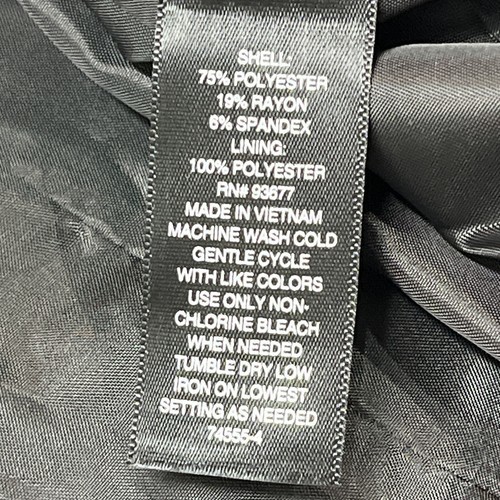 SHELL:
75% POLYESTER
19% RAYON
6% SPANDEX
LINING:
100% POLYESTER
RN# 93677
MADE IN VIETNAM
MACHINE WASH COLD
GENTLE CYCLE
WITH LIKE COLORS
USE ONLY NON-
CHLORINE BLEACH
WHEN NEEDED
TUMBLE DRY LOW
IRON ON LOWEST
SETTING AS NEEDED
74555-4